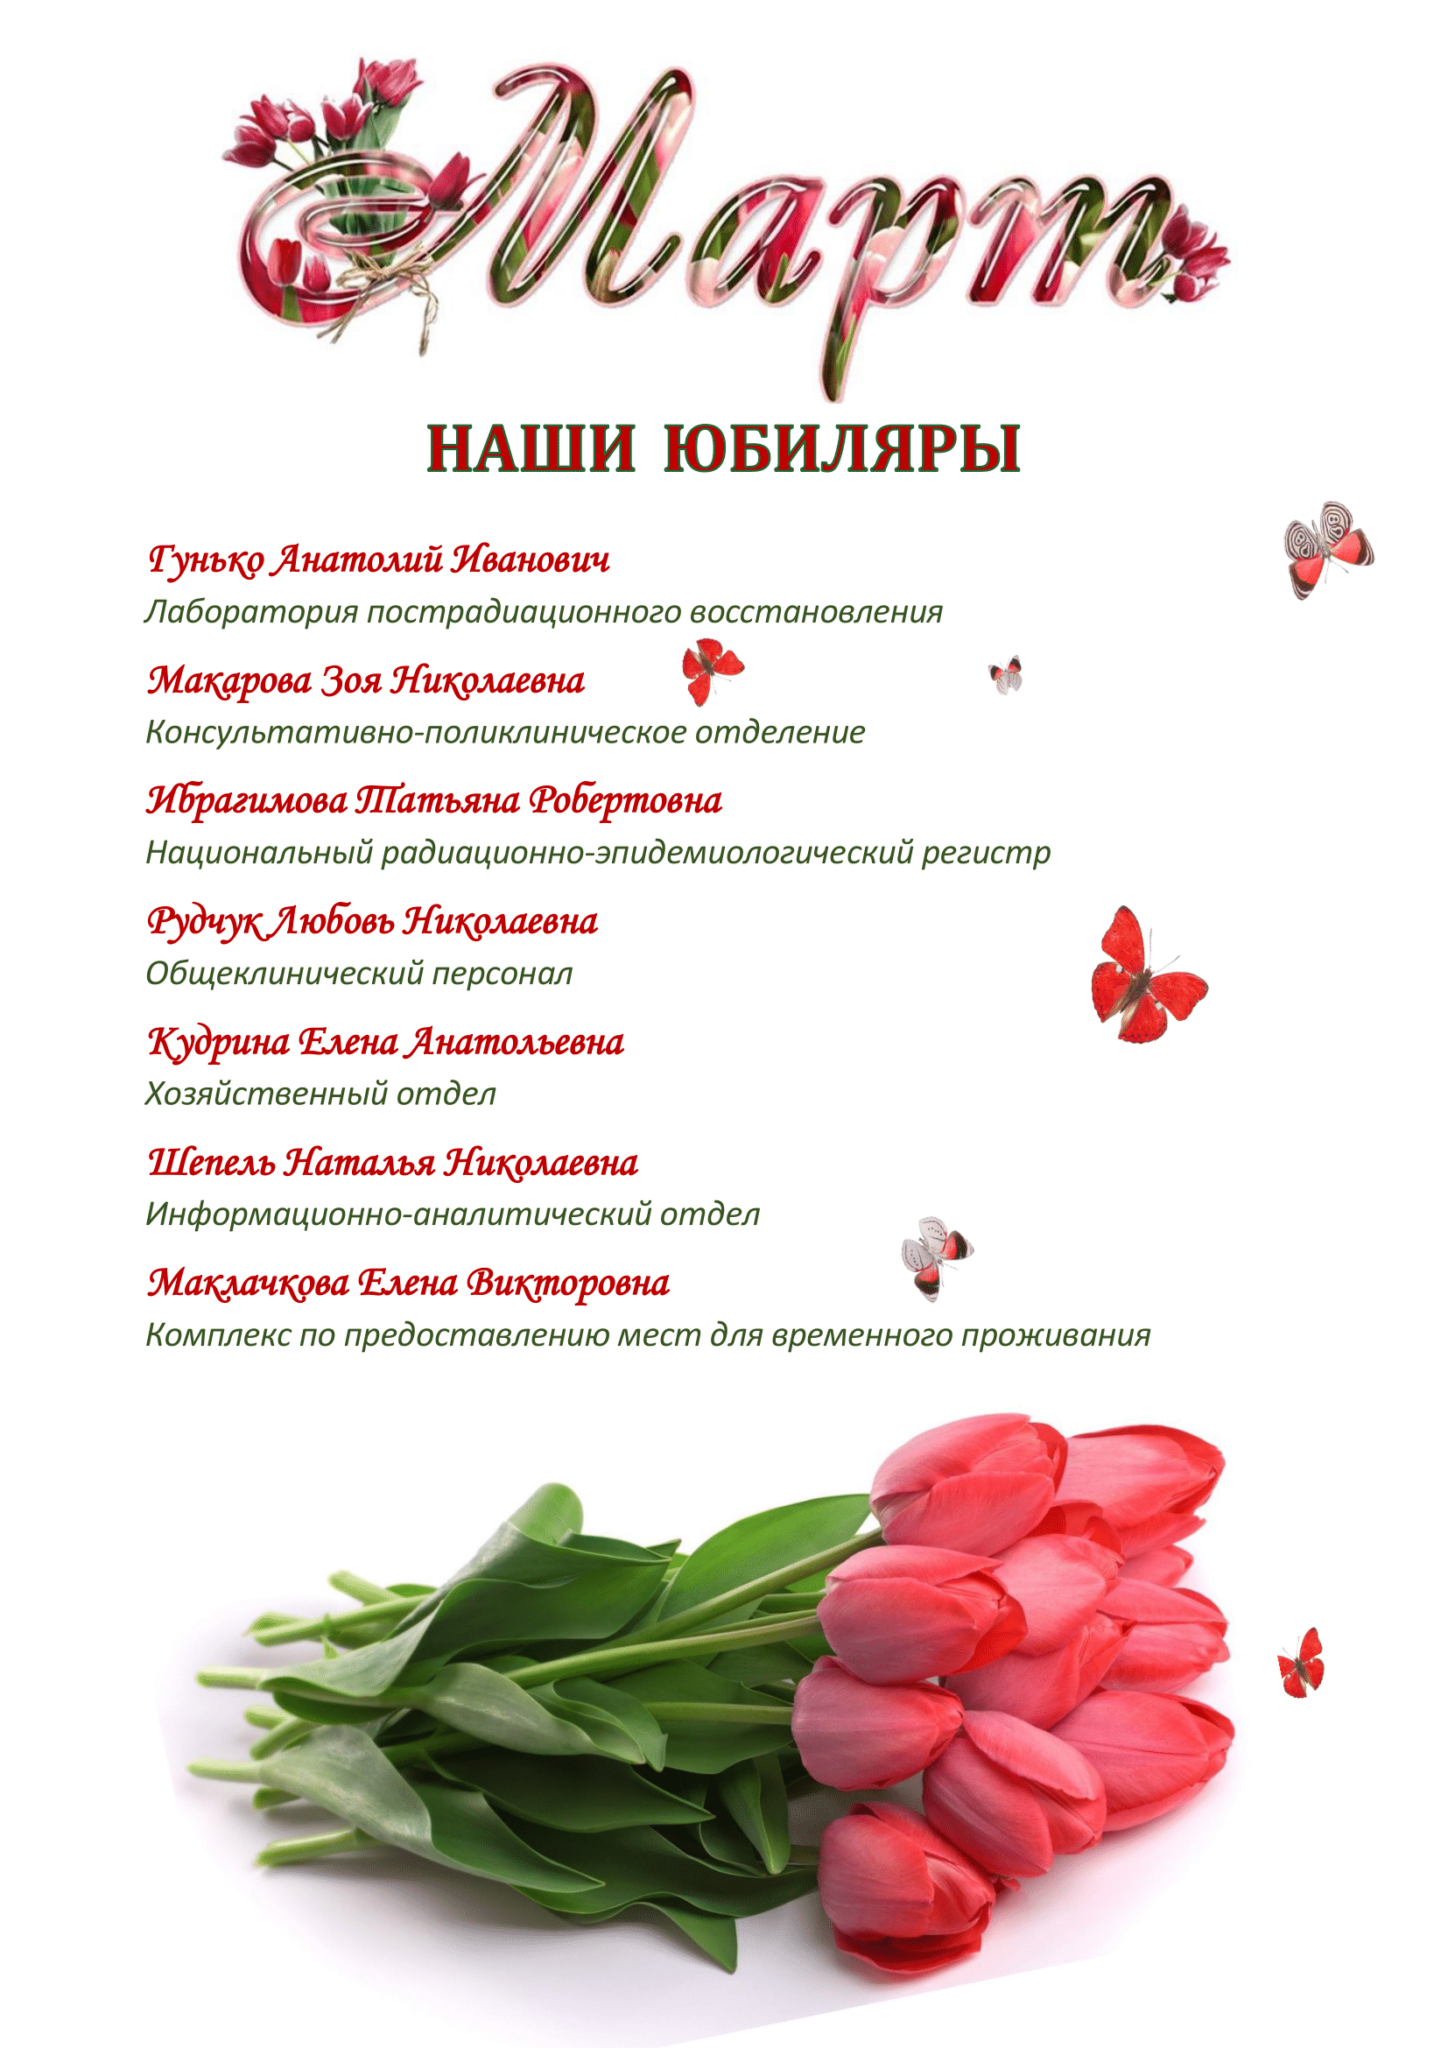 Март
НАШИ ЮБИЛЯРЫ
Гунько Анатолий Иванович
Лаборатория пострадиационного восстановления
Макарова Зоя Николаевна
Консультативно-поликлиническое отделение
Ибрагимова Татьяна Робертовна
Национальный радиационно-эпидемиологический регистр
Рудчук Любовь Николаевна
Общеклинический персонал
Кудрина Елена Анатольевна
Хозяйственный отдел
Шепель Наталья Николаевна
Информационно-аналитический отдел
Маклачкова Елена Викторовна
Комплекс по предоставлению мест для временного проживания